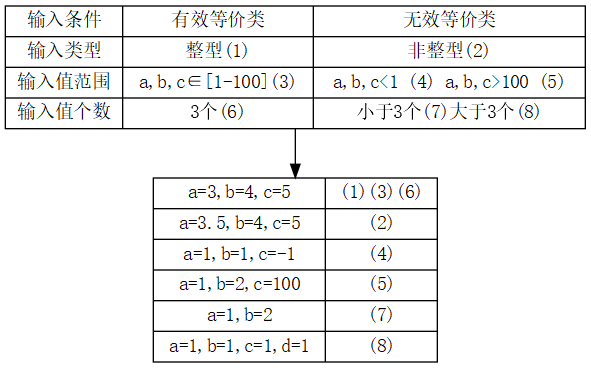 输入条件 有效等价类 无效等价类
输入类型 整型(1) 非整型(2)
输入值范围 a,b,c∈[1-100](3) a,b,c<1 (4) a,b,c>100 (5)
输入值个数 3个(6) 小于3个(7)大于3个(8)
a=3,b=4,c=5 (1)(3)(6)
a=3.5,b=4,c=5 (2)
a=1,b=1,c=-1 (4)
a=1,b=2,c=100 (5)
a=1,b=2 (7)
a=1,b=1,c=1,d=1 (8)